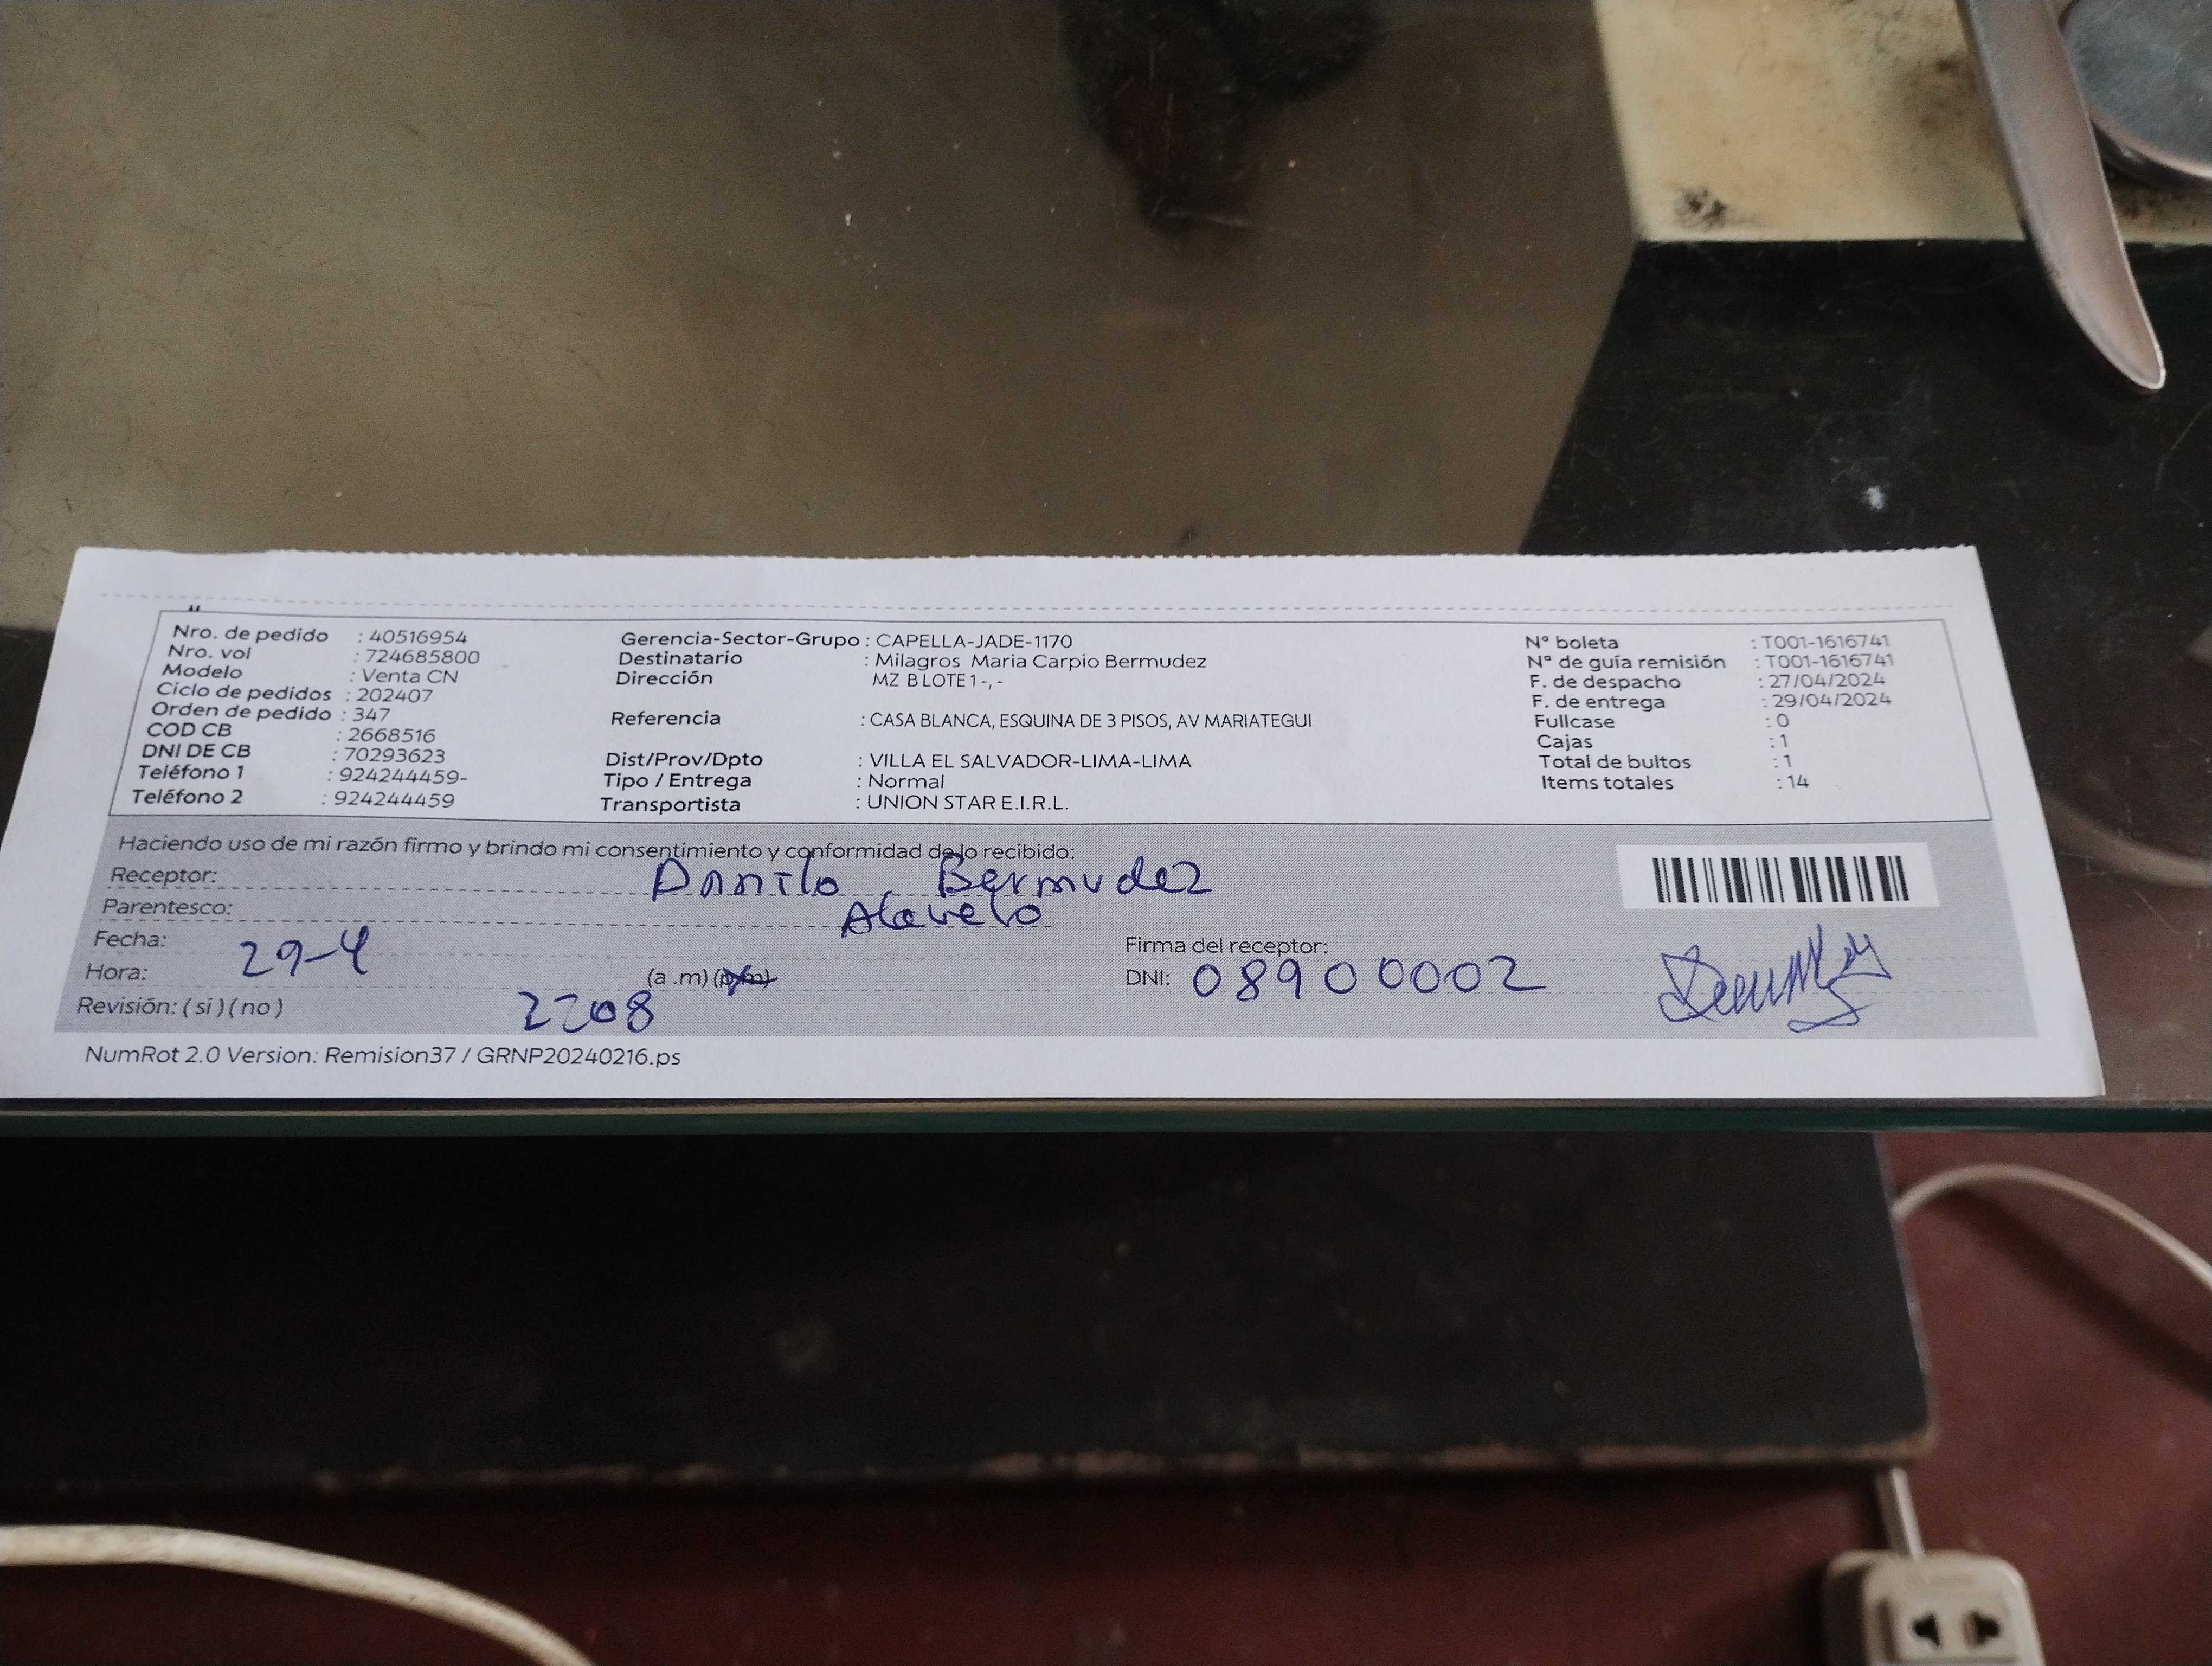 Nro. de pedido : 40516954
Nro. vol : 724685800
Modelo : Venta CN
Ciclo de pedidos : 202407
Orden de pedido : 347
COD CB : 2668516
DNI DE CB : 70293623
Teléfono 1 : 924244459-
Teléfono 2 : 924244459
Gerencia-Sector-Grupo : CAPELLA-JADE-1170
Destinatario : Milagros Maria Carpio Bermudez
Dirección MZ B LOTE 1 -, -
Referencia : CASA BLANCA, ESQUINA DE 3 PISOS, AV MARIATEGUI
Dist/Prov/Dpto : VILLA EL SALVADOR-LIMA-LIMA
Tipo / Entrega : Normal
Transportista : UNION STAR E.I.R.L.
N° boleta : T001-1616741
N° de guía remisión : T001-1616741
F. de despacho : 27/04/2024
F. de entrega : 29/04/2024
Fullcase : 0
Cajas : 1
Total de bultos : 1
Items totales : 14
Haciendo uso de mi razón firmo y brindo mi consentimiento y conformidad de lo recibido:
Receptor: Danilo Bermudez
Parentesco: Abuelo
Fecha: 29-4
Hora: (a .m) (p.m)
Revisión: ( si ) ( no ) 2208
Firma del receptor:
DNI: 08900002
NumRot 2.0 Version: Remision37 / GRNP20240216.ps